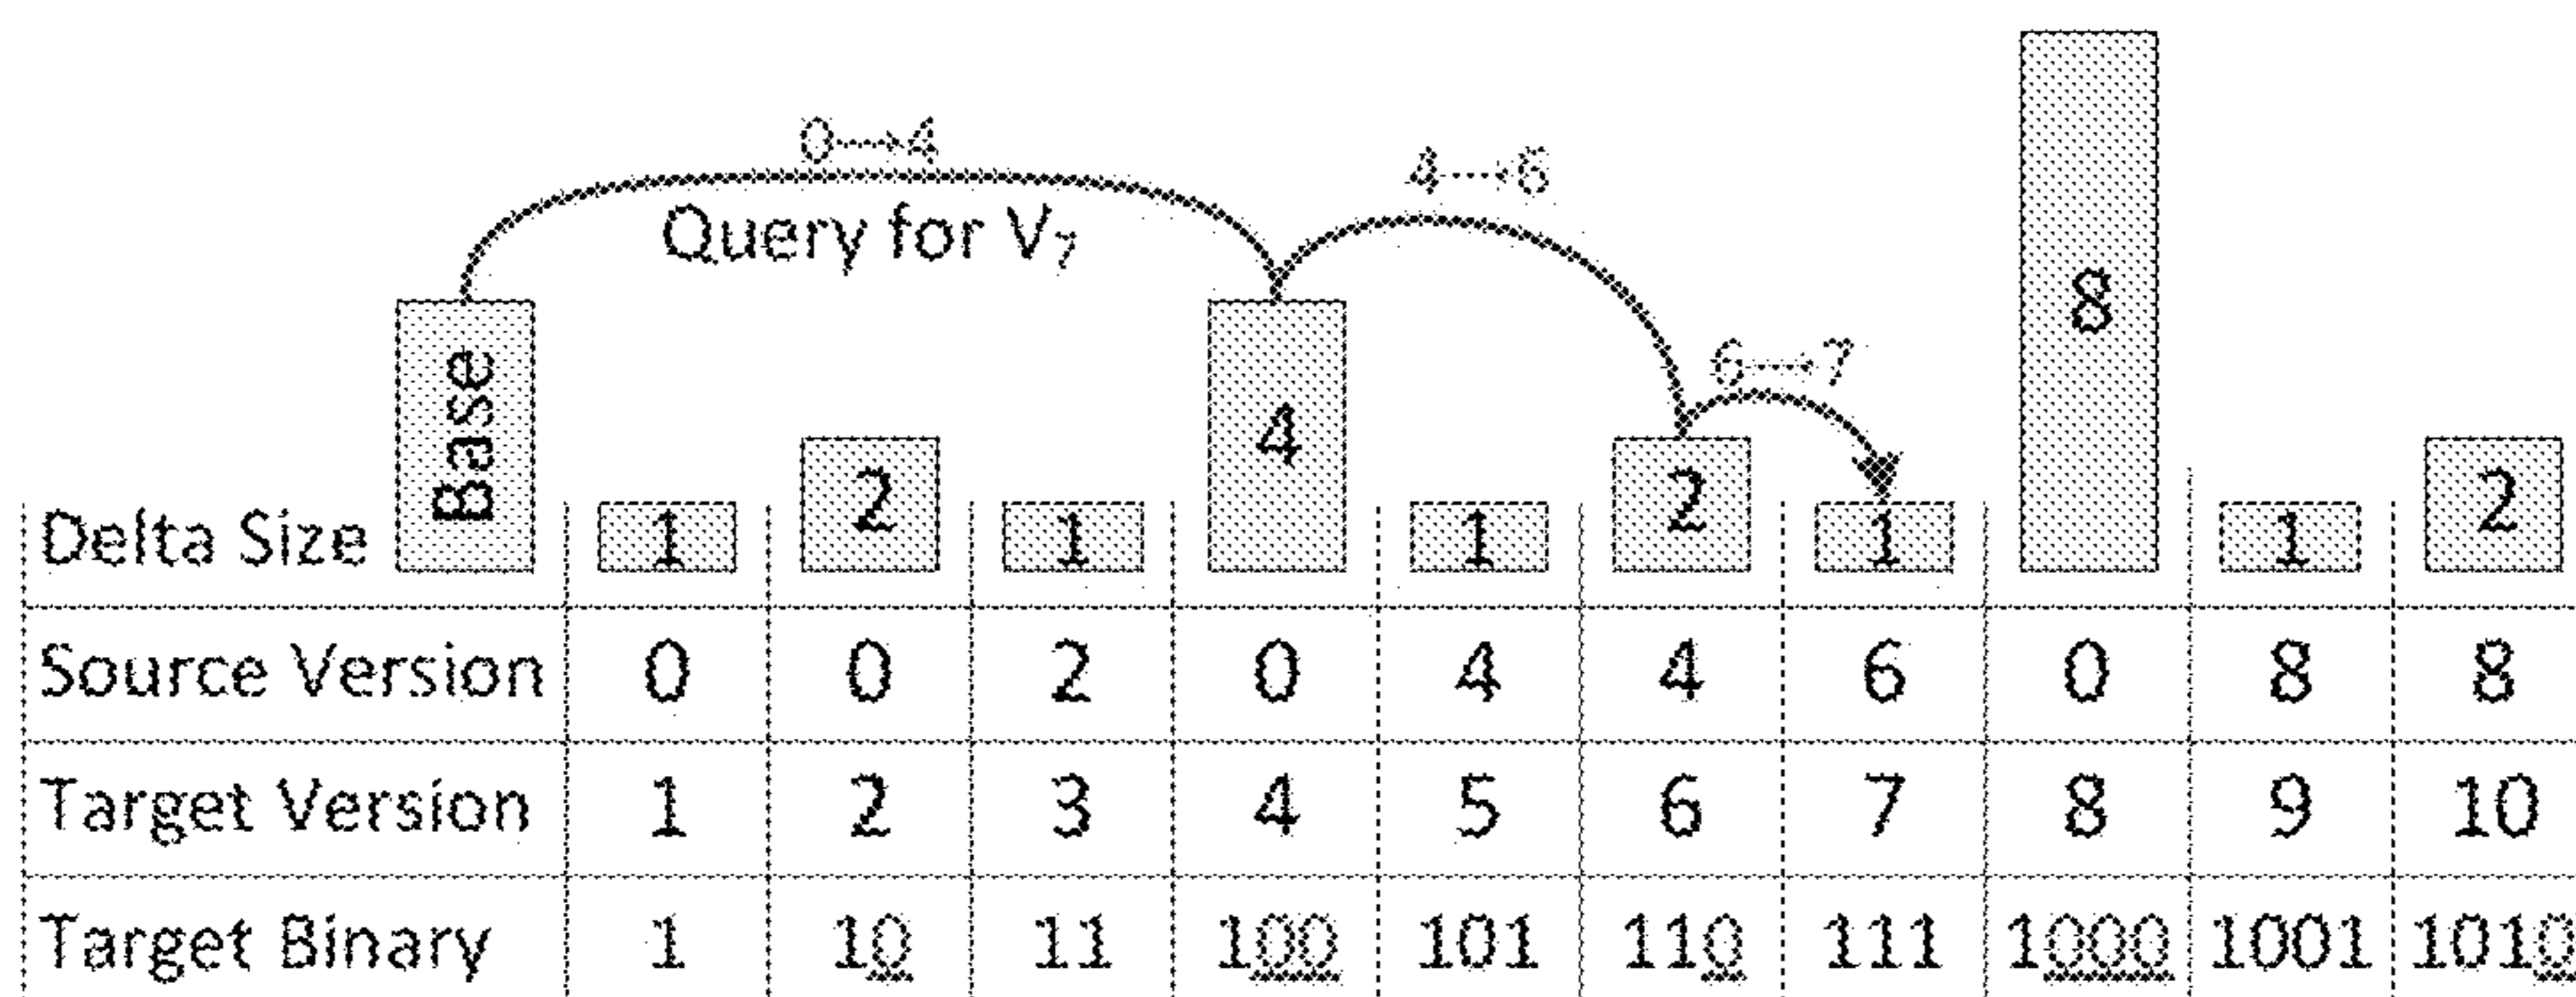 0→4
4→6
Query for V₇
6→7
8
4
Base
2
2
2
Delta Size 1 1 1 1 1
Source Version 0 0 2 0 4 4 6 0 8 8
Target Version 1 2 3 4 5 6 7 8 9 10
Target Binary 1 10 11 100 101 110 111 1000 1001 1010